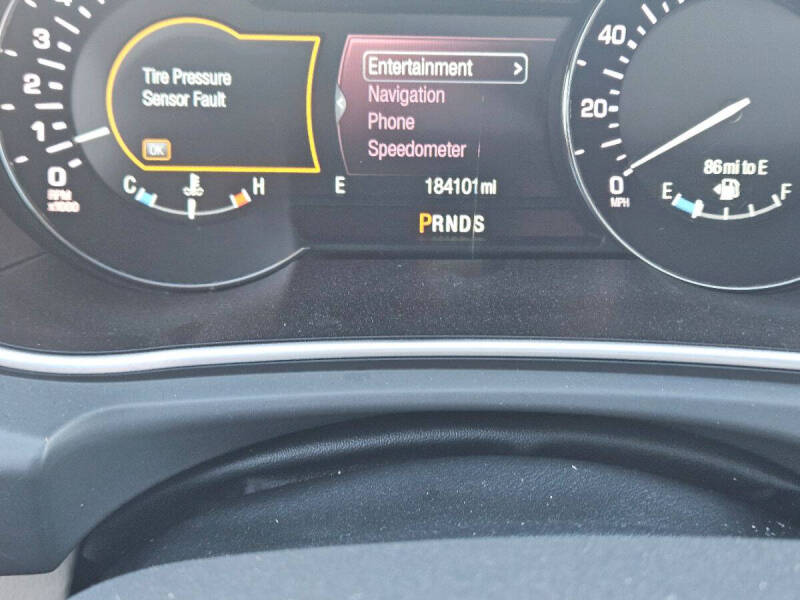 4
3
2
1
0
RPM
x1000
Tire Pressure
Sensor Fault
OK
C
H
Entertainment >
Navigation
Phone
Speedometer
E 184101 mi
PRNDS
40
20
0
MPH
86 mi to E
E
F